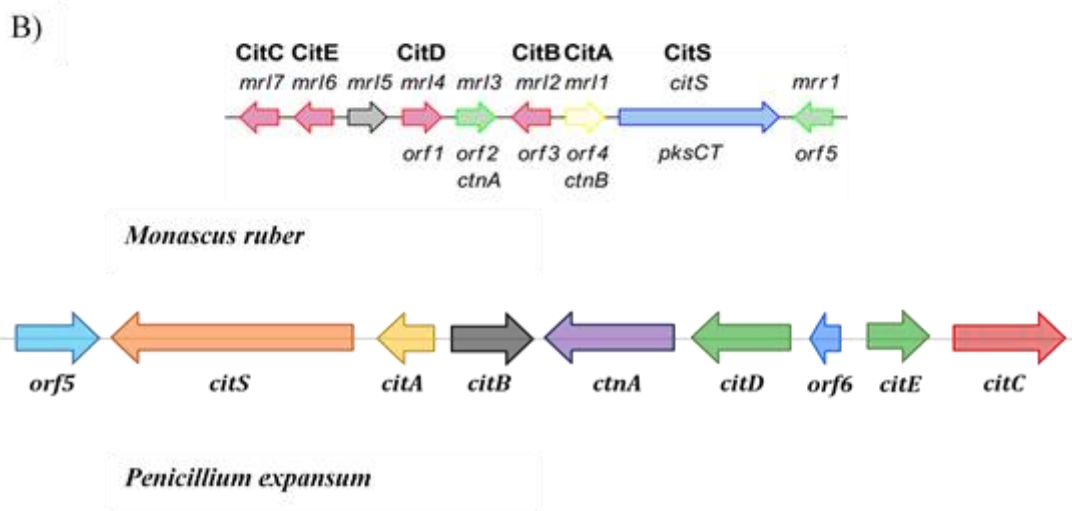 B)
CitC CitE CitD CitB CitA CitS
mrl7 mrl6 mrl5 mrl4 mrl3 mrl2 mrl1 citS mrr1
orf1 orf2 orf3 orf4 pksCT orf5
ctnA ctnB
Monascus ruber
orf5 citS citA citB ctnA citD orf6 citE citC
Penicillium expansum